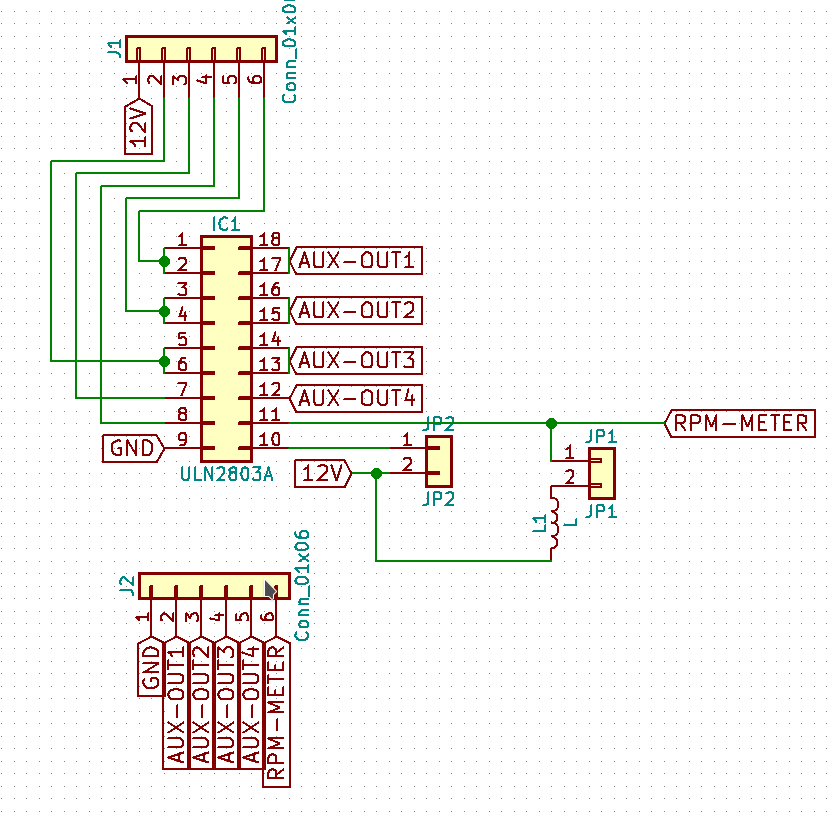 J1
Conn_01x0
1 2 3 4 5 6
12V
IC1
1 18
2 17
AUX-OUT1
3 16
4 15
AUX-OUT2
5 14
6 13
AUX-OUT3
7 12
AUX-OUT4
8 11
RPM-METER
9 10
GND
ULN2803A
JP2
1
2
JP2
12V
JP1
1
2
JP1
L1
L
J2
Conn_01x06
1 2 3 4 5 6
GND
AUX-OUT1
AUX-OUT2
AUX-OUT3
AUX-OUT4
RPM-METER